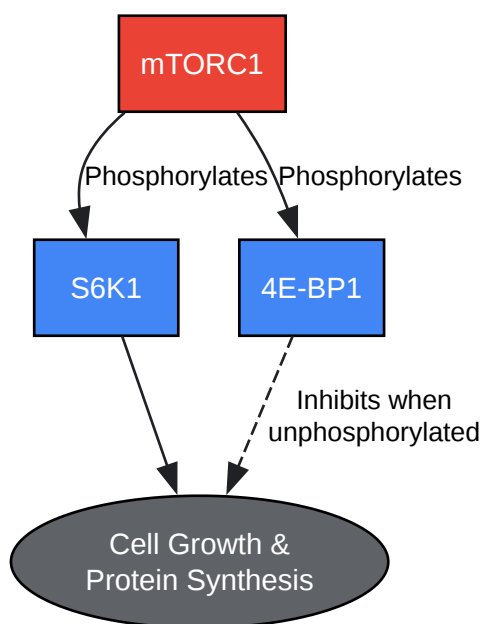 mTORC1
Phosphorylates Phosphorylates
S6K1
4E-BP1
Inhibits when
unphosphorylated
Cell Growth &
Protein Synthesis